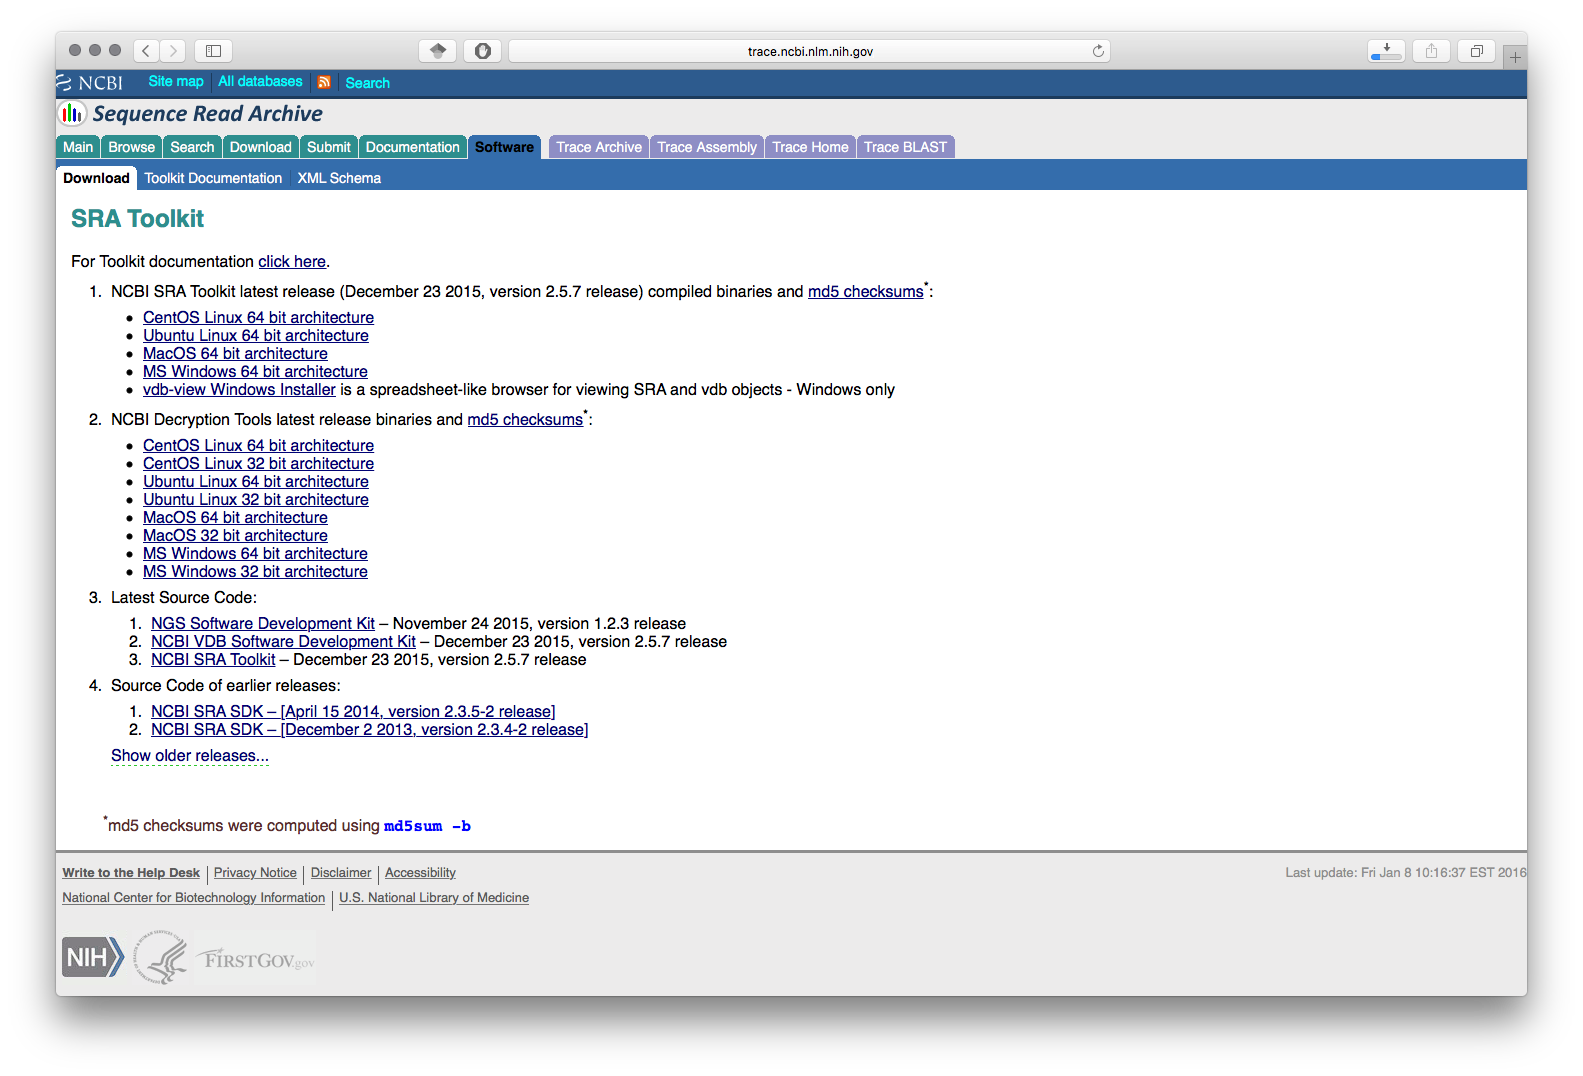 trace.ncbi.nlm.nih.gov
NCBI Site map All databases Search
Sequence Read Archive
Main Browse Search Download Submit Documentation Software Trace Archive Trace Assembly Trace Home Trace BLAST
Download Toolkit Documentation XML Schema
SRA Toolkit
For Toolkit documentation click here.
1. NCBI SRA Toolkit latest release (December 23 2015, version 2.5.7 release) compiled binaries and md5 checksums*:
• CentOS Linux 64 bit architecture
• Ubuntu Linux 64 bit architecture
• MacOS 64 bit architecture
• MS Windows 64 bit architecture
• vdb-view Windows Installer is a spreadsheet-like browser for viewing SRA and vdb objects - Windows only
2. NCBI Decryption Tools latest release binaries and md5 checksums*:
• CentOS Linux 64 bit architecture
• CentOS Linux 32 bit architecture
• Ubuntu Linux 64 bit architecture
• Ubuntu Linux 32 bit architecture
• MacOS 64 bit architecture
• MacOS 32 bit architecture
• MS Windows 64 bit architecture
• MS Windows 32 bit architecture
3. Latest Source Code:
1. NGS Software Development Kit – November 24 2015, version 1.2.3 release
2. NCBI VDB Software Development Kit – December 23 2015, version 2.5.7 release
3. NCBI SRA Toolkit – December 23 2015, version 2.5.7 release
4. Source Code of earlier releases:
1. NCBI SRA SDK – [April 15 2014, version 2.3.5-2 release]
2. NCBI SRA SDK – [December 2 2013, version 2.3.4-2 release]
Show older releases...
*md5 checksums were computed using md5sum -b
Write to the Help Desk Privacy Notice Disclaimer Accessibility Last update: Fri Jan 8 10:16:37 EST 2016
National Center for Biotechnology Information U.S. National Library of Medicine
NIH FIRSTGOV.gov